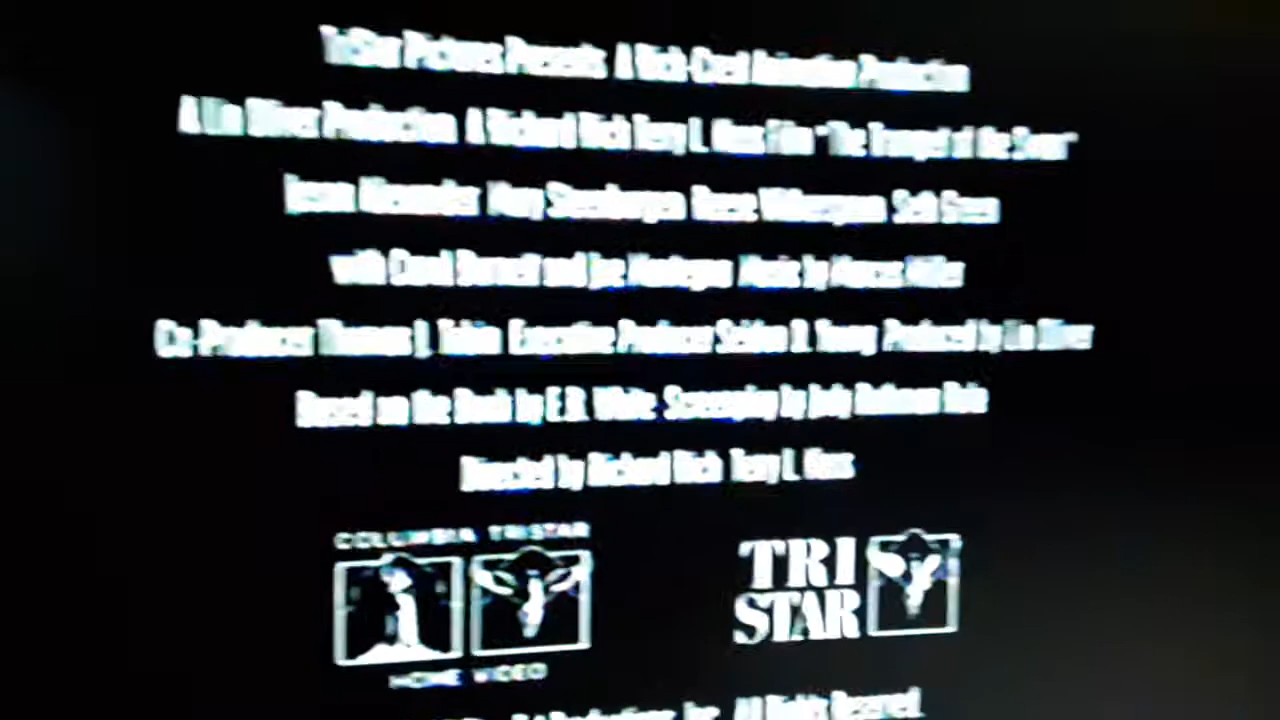 TriStar Pictures Presents A Rich-Crest Animation Production
A Lin Oliver Production A Richard Rich Terry L. Noss Film "The Trumpet of the Swan"
Jason Alexander Mary Steenburgen Reese Witherspoon Seth Green
with Carol Burnett and Joe Mantegna Music by Marcus Miller
Co-Producer Thomas J. Tobin Executive Producer Seldon O. Young Produced by Lin Oliver
Based on the Book by E.B. White Screenplay by Judy Rothman Rofé
Directed by Richard Rich Terry L. Noss
COLUMBIA TRISTAR
HOME VIDEO
TRI
STAR
Productions, Inc. All Rights Reserved.